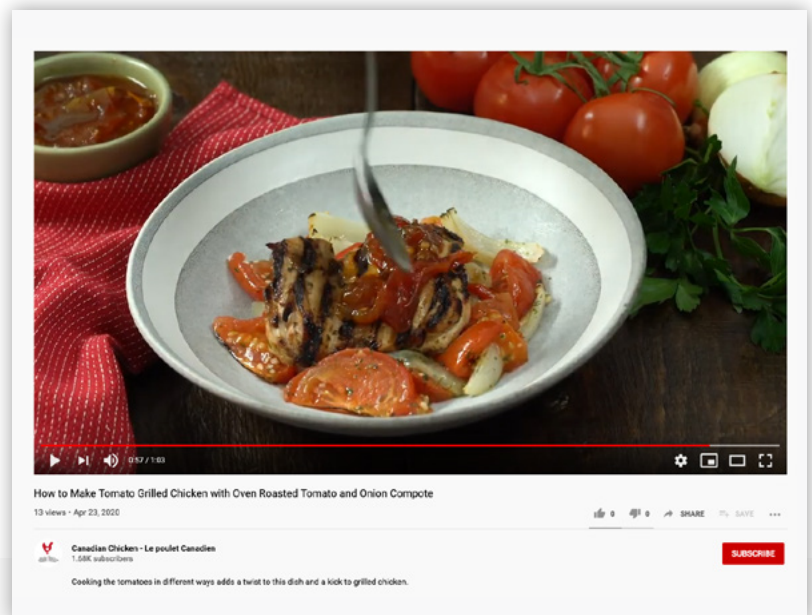 0:57 / 1:03
How to Make Tomato Grilled Chicken with Oven Roasted Tomato and Onion Compote
13 views • Apr 23, 2020
0 0 SHARE SAVE
Canadian Chicken - Le poulet Canadien
1.68K subscribers
SUBSCRIBE
Cooking the tomatoes in different ways adds a twist to this dish and a kick to grilled chicken.